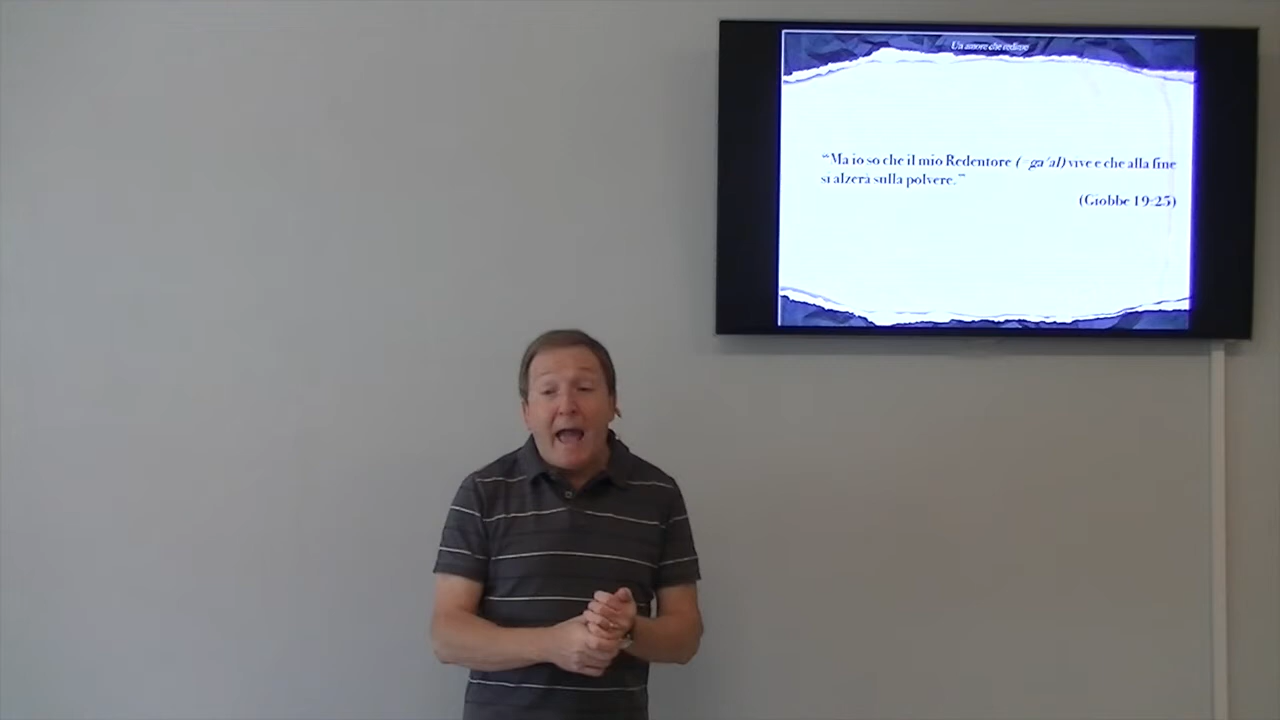 Un amore che redime
“Ma io so che il mio Redentore (=ga'al) vive e che alla fine
si alzerà sulla polvere.”
(Giobbe 19:25)